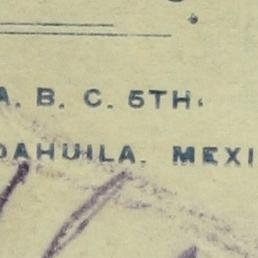 A. B. C. 5TH.
OAHUILA. MEXI